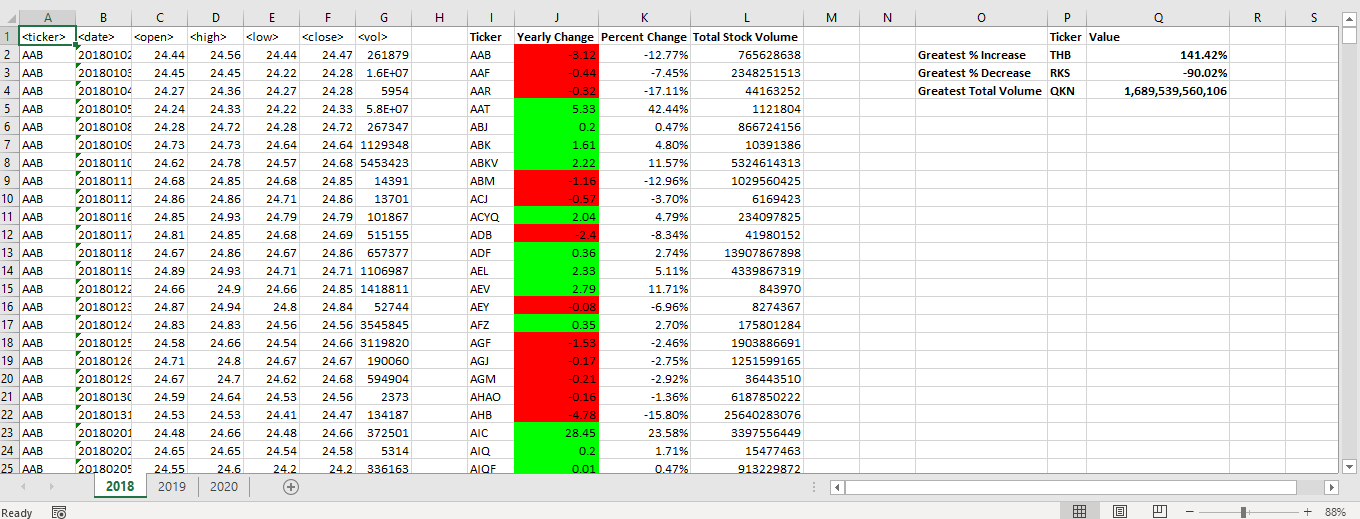 A B C D E F G H I J K L M N O P Q R S
1 <ticker> <date> <open> <high> <low> <close> <vol> Ticker Yearly Change Percent Change Total Stock Volume Ticker Value
2 AAB 20180102 24.44 24.56 24.44 24.47 261879 AAB -3.12 -12.77% 765628638 Greatest % Increase THB 141.42%
3 AAB 20180103 24.45 24.45 24.22 24.28 1.6E+07 AAF -0.44 -7.45% 2348251513 Greatest % Decrease RKS -90.02%
4 AAB 20180104 24.27 24.36 24.27 24.28 5954 AAR -0.32 -17.11% 44163252 Greatest Total Volume QKN 1,689,539,560,106
5 AAB 20180105 24.24 24.33 24.22 24.33 5.8E+07 AAT 5.33 42.44% 1121804
6 AAB 20180108 24.28 24.72 24.28 24.72 267347 ABJ 0.2 0.47% 866724156
7 AAB 20180109 24.73 24.73 24.64 24.64 1129348 ABK 1.61 4.80% 10391386
8 AAB 20180110 24.62 24.78 24.57 24.68 5453423 ABKV 2.22 11.57% 5324614313
9 AAB 20180111 24.68 24.85 24.68 24.85 14391 ABM -1.16 -12.96% 1029560425
10 AAB 20180112 24.86 24.86 24.71 24.86 13701 ACJ -0.57 -3.70% 6169423
11 AAB 20180116 24.85 24.93 24.79 24.79 101867 ACYQ 2.04 4.79% 234097825
12 AAB 20180117 24.81 24.85 24.68 24.69 515155 ADB -2.4 -8.34% 41980152
13 AAB 20180118 24.67 24.86 24.67 24.86 657377 ADF 0.36 2.74% 13907867898
14 AAB 20180119 24.89 24.93 24.71 24.71 1106987 AEL 2.33 5.11% 4339867319
15 AAB 20180122 24.66 24.9 24.66 24.85 1418811 AEV 2.79 11.71% 843970
16 AAB 20180123 24.87 24.94 24.8 24.84 52744 AEY -0.08 -6.96% 8274367
17 AAB 20180124 24.83 24.83 24.56 24.56 3545845 AFZ 0.35 2.70% 175801284
18 AAB 20180125 24.58 24.66 24.54 24.66 3119820 AGF -1.53 -2.46% 1903886691
19 AAB 20180126 24.71 24.8 24.67 24.67 190060 AGJ -0.17 -2.75% 1251599165
20 AAB 20180129 24.67 24.7 24.62 24.68 594904 AGM -0.21 -2.92% 36443510
21 AAB 20180130 24.59 24.64 24.53 24.56 2373 AHAO -0.16 -1.36% 6187850222
22 AAB 20180131 24.53 24.53 24.41 24.47 134187 AHB -4.78 -15.80% 25640283076
23 AAB 20180201 24.48 24.66 24.48 24.66 372501 AIC 28.45 23.58% 3397556449
24 AAB 20180202 24.65 24.65 24.54 24.58 5314 AIQ 0.2 1.71% 15477463
25 AAB 20180205 24.55 24.6 24.2 24.2 336163 AIQF 0.01 0.47% 913229872
2018 2019 2020
Ready 88%